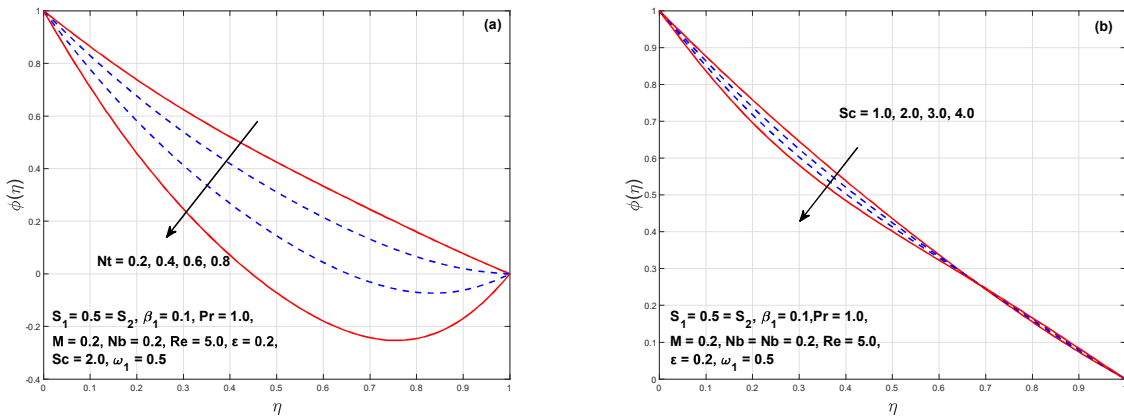 (a)
1
0.8
0.6
0.4
0.2
0
-0.2
-0.4
ϕ(η)
Nt = 0.2, 0.4, 0.6, 0.8
S₁ = 0.5 = S₂, β₁ = 0.1, Pr = 1.0,
M = 0.2, Nb = 0.2, Re = 5.0, ε = 0.2,
Sc = 2.0, ω₁ = 0.5
0 0.1 0.2 0.3 0.4 0.5 0.6 0.7 0.8 0.9 1
η
(b)
1
0.9
0.8
0.7
0.6
0.5
0.4
0.3
0.2
0.1
0
ϕ(η)
Sc = 1.0, 2.0, 3.0, 4.0
S₁ = 0.5 = S₂, β₁ = 0.1,Pr = 1.0,
M = 0.2, Nb = Nb = 0.2, Re = 5.0,
ε = 0.2, ω₁ = 0.5
0 0.1 0.2 0.3 0.4 0.5 0.6 0.7 0.8 0.9 1
η